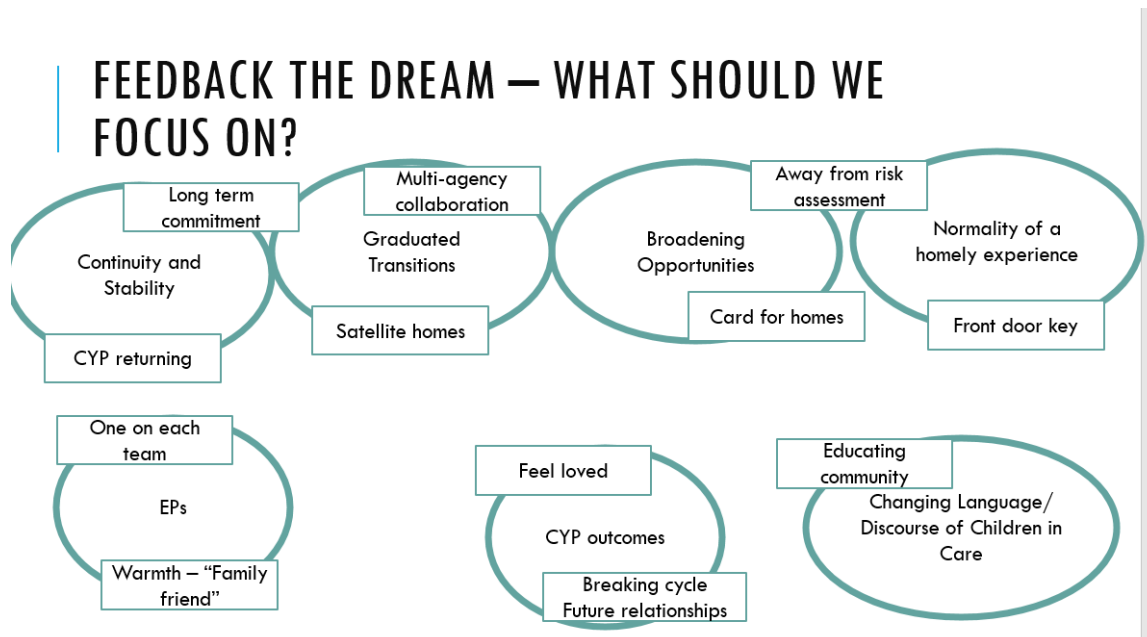 FEEDBACK THE DREAM – WHAT SHOULD WE
FOCUS ON?
Long term
commitment
Continuity and
Stability
CYP returning
Multi-agency
collaboration
Graduated
Transitions
Satellite homes
Broadening
Opportunities
Card for homes
Away from risk
assessment
Normality of a
homely experience
Front door key
One on each
team
EPs
Warmth – “Family
friend”
Feel loved
CYP outcomes
Breaking cycle
Future relationships
Educating
community
Changing Language/
Discourse of Children in
Care